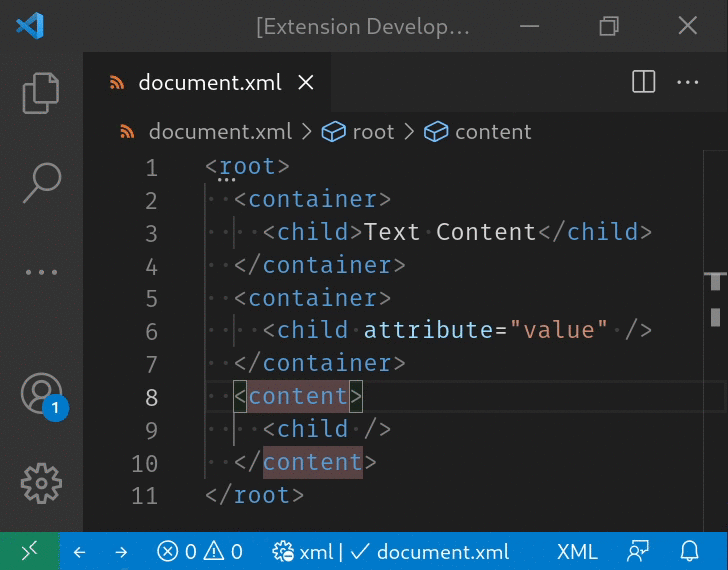 [Extension Develop...
document.xml
document.xml > root > content
1 <root>
2 <container>
3 <child>Text Content</child>
4 </container>
5 <container>
6 <child attribute="value" />
7 </container>
8 <content>
9 <child />
10 </content>
11 </root>
1
0 0 xml | ✓ document.xml XML